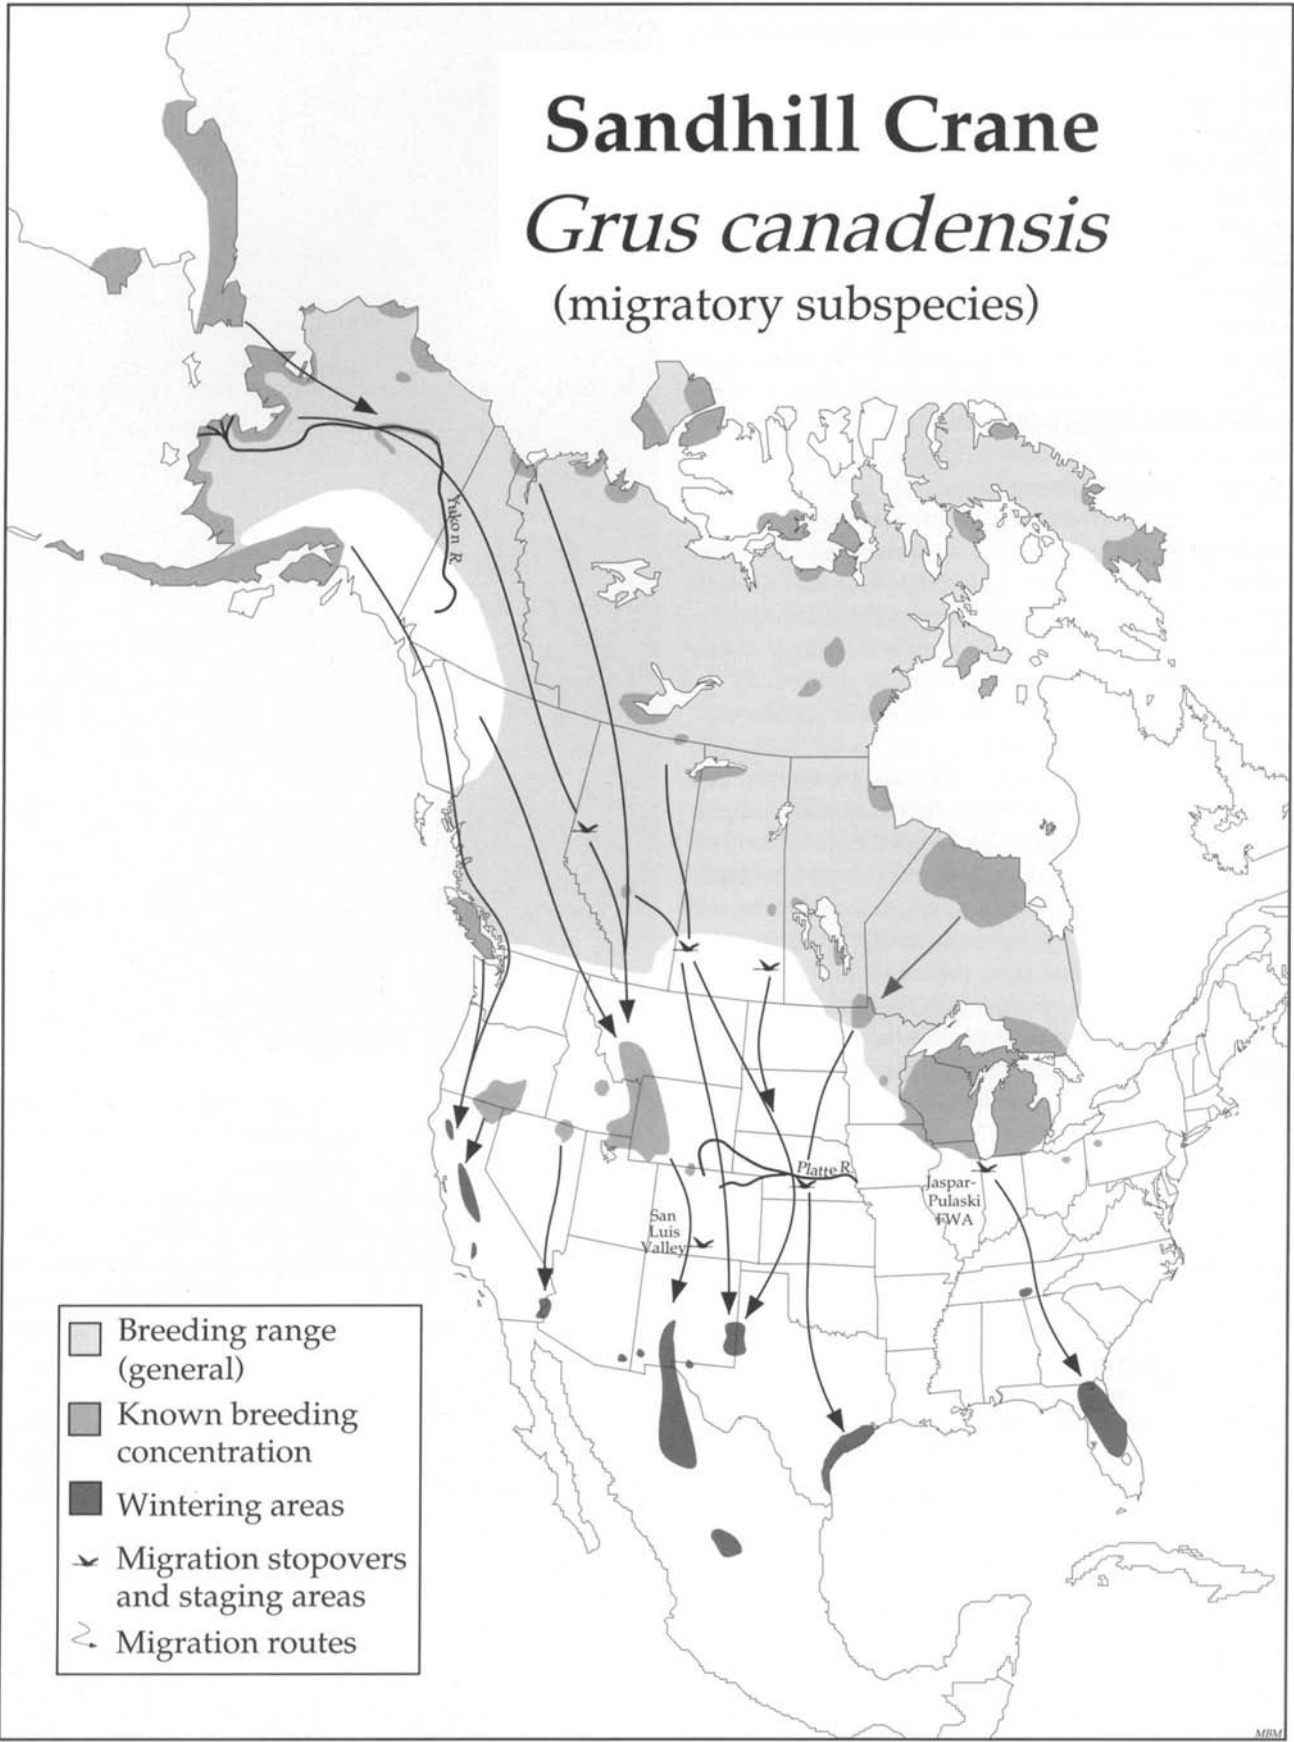 Sandhill Crane
Grus canadensis
(migratory subspecies)
Yukon R.
Platte R.
Jaspar-
Pulaski
FWA
San
Luis
Valley
Breeding range
(general)
Known breeding
concentration
Wintering areas
Migration stopovers
and staging areas
Migration routes
MBM